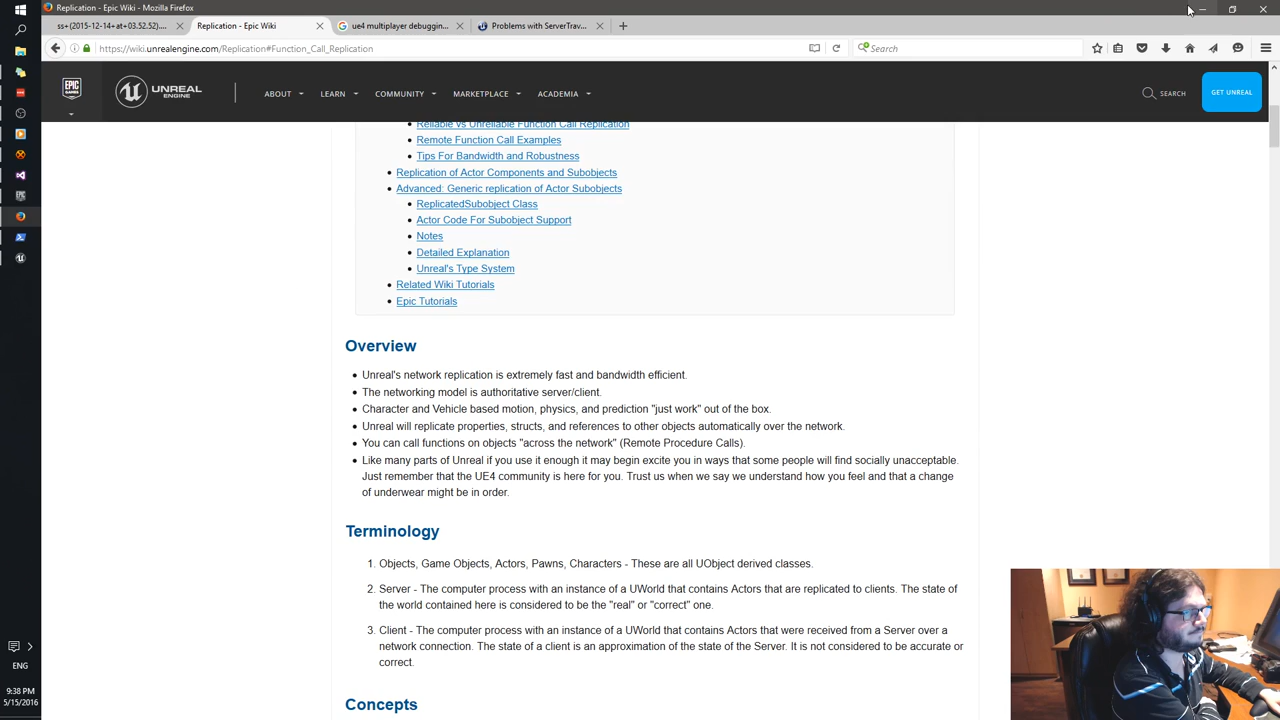 Replication - Epic Wiki - Mozilla Firefox
ss+(2015-12-14+at+03.52.52)....
Replication - Epic Wiki
ue4 multiplayer debuggin...
Problems with ServerTrav...
https://wiki.unrealengine.com/Replication#Function_Call_Replication
Search
EPIC GAMES
UNREAL ENGINE
ABOUT
LEARN
COMMUNITY
MARKETPLACE
ACADEMIA
SEARCH
GET UNREAL
Reliable vs Unreliable Function Call Replication
Remote Function Call Examples
Tips For Bandwidth and Robustness
Replication of Actor Components and Subobjects
Advanced: Generic replication of Actor Subobjects
ReplicatedSubobject Class
Actor Code For Subobject Support
Notes
Detailed Explanation
Unreal's Type System
Related Wiki Tutorials
Epic Tutorials
Overview
Unreal's network replication is extremely fast and bandwidth efficient.
The networking model is authoritative server/client.
Character and Vehicle based motion, physics, and prediction "just work" out of the box.
Unreal will replicate properties, structs, and references to other objects automatically over the network.
You can call functions on objects "across the network" (Remote Procedure Calls).
Like many parts of Unreal if you use it enough it may begin excite you in ways that some people will find socially unacceptable.
Just remember that the UE4 community is here for you. Trust us when we say we understand how you feel and that a change
of underwear might be in order.
Terminology
1. Objects, Game Objects, Actors, Pawns, Characters - These are all UObject derived classes.
2. Server - The computer process with an instance of a UWorld that contains Actors that are replicated to clients. The state of
the world contained here is considered to be the "real" or "correct" one.
3. Client - The computer process with an instance of a UWorld that contains Actors that were received from a Server over a
network connection. The state of a client is an approximation of the state of the Server. It is not considered to be accurate or
correct.
Concepts
ENG
9:38 PM
5/15/2016